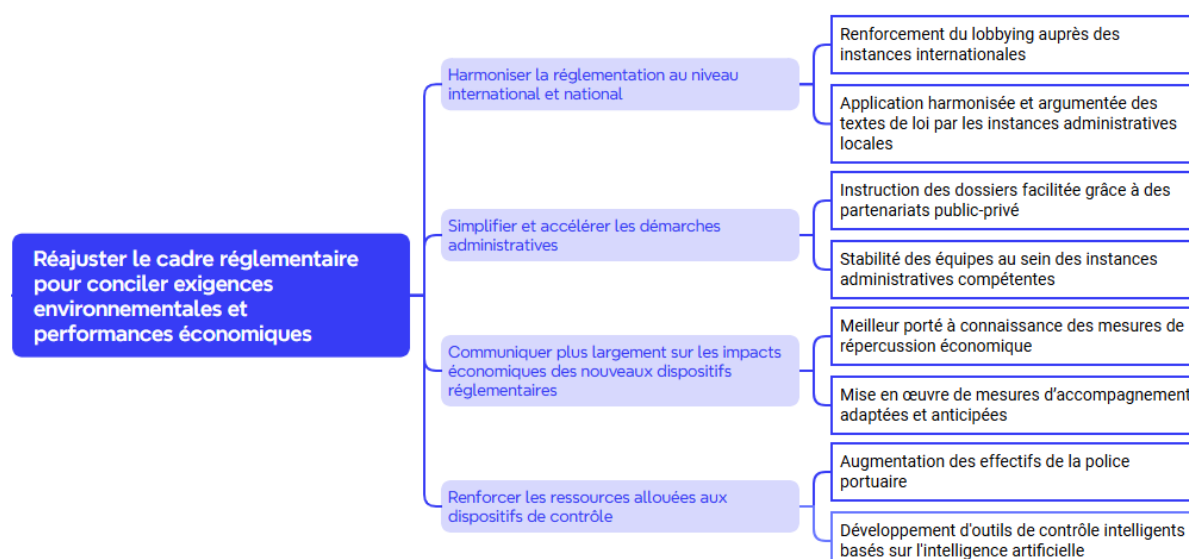 Réajuster le cadre réglementaire
pour conciler exigences
environnementales et
performances économiques
Harmoniser la réglementation au niveau
international et national
Renforcement du lobbying auprès des
instances internationales
Application harmonisée et argumentée des
textes de loi par les instances administratives
locales
Simplifier et accélérer les démarches
administratives
Instruction des dossiers facilitée grâce à des
partenariats public-privé
Stabilité des équipes au sein des instances
administratives compétentes
Communiquer plus largement sur les impacts
économiques des nouveaux dispositifs
réglementaires
Meilleur porté à connaissance des mesures de
répercussion économique
Mise en œuvre de mesures d’accompagnement
adaptées et anticipées
Renforcer les ressources allouées aux
dispositifs de contrôle
Augmentation des effectifs de la police
portuaire
Développement d'outils de contrôle intelligents
basés sur l'intelligence artificielle